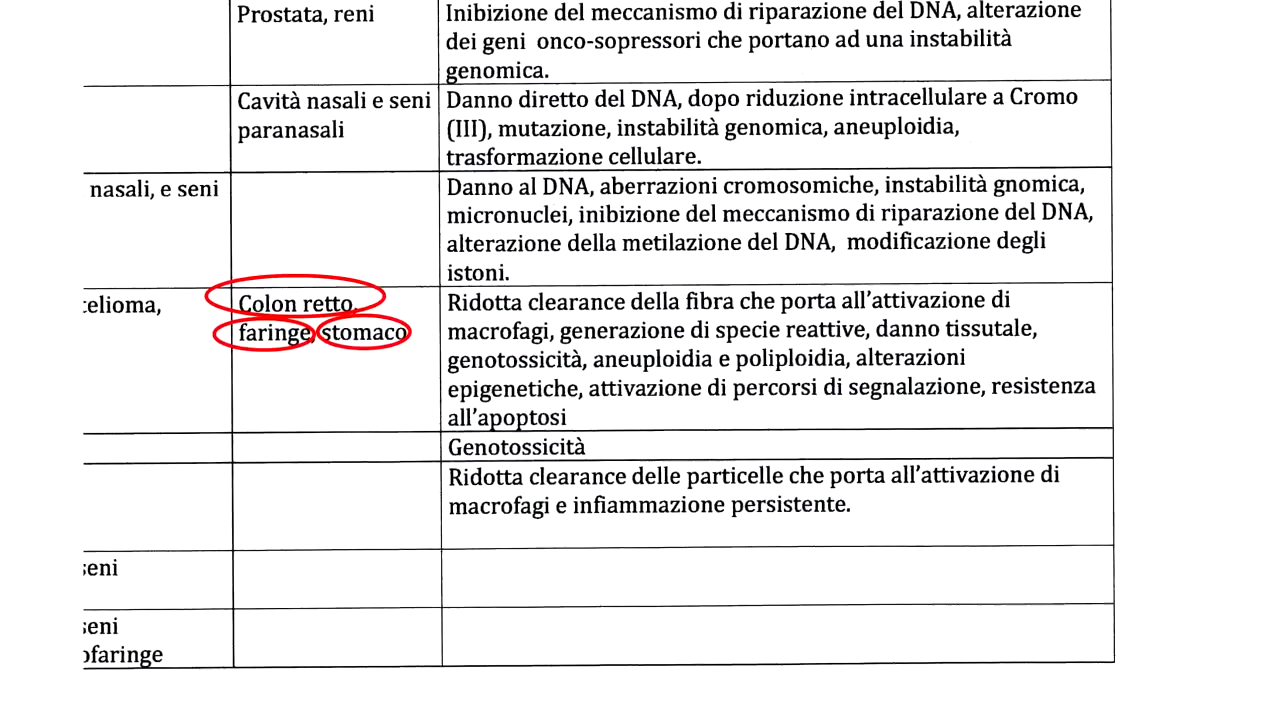 Prostata, reni
Inibizione del meccanismo di riparazione del DNA, alterazione
dei geni onco-sopressori che portano ad una instabilità
genomica.
Cavità nasali e seni
paranasali
Danno diretto del DNA, dopo riduzione intracellulare a Cromo
(III), mutazione, instabilità genomica, aneuploidia,
trasformazione cellulare.
nasali, e seni
Danno al DNA, aberrazioni cromosomiche, instabilità gnomica,
micronuclei, inibizione del meccanismo di riparazione del DNA,
alterazione della metilazione del DNA, modificazione degli
istoni.
telioma,
Colon retto,
faringe, stomaco
Ridotta clearance della fibra che porta all'attivazione di
macrofagi, generazione di specie reattive, danno tissutale,
genotossicità, aneuploidia e poliploidia, alterazioni
epigenetiche, attivazione di percorsi di segnalazione, resistenza
all'apoptosi
Genotossicità
Ridotta clearance delle particelle che porta all'attivazione di
macrofagi e infiammazione persistente.
seni
seni
ofaringe